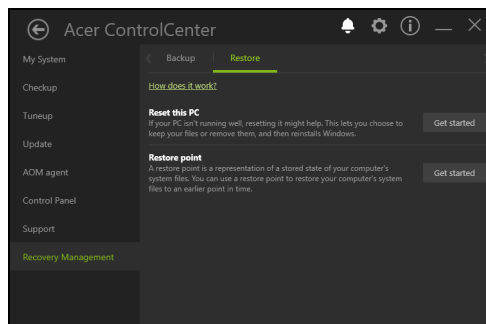 Acer ControlCenter
My System
Checkup
Tuneup
Update
AOM agent
Control Panel
Support
Recovery Management
Backup
Restore
How does it work?
Reset this PC
If your PC isn't running well, resetting it might help. This lets you choose to
keep your files or remove them, and then reinstalls Windows.
Get started
Restore point
A restore point is a representation of a stored state of your computer's
system files. You can use a restore point to restore your computer's system
files to an earlier point in time.
Get started